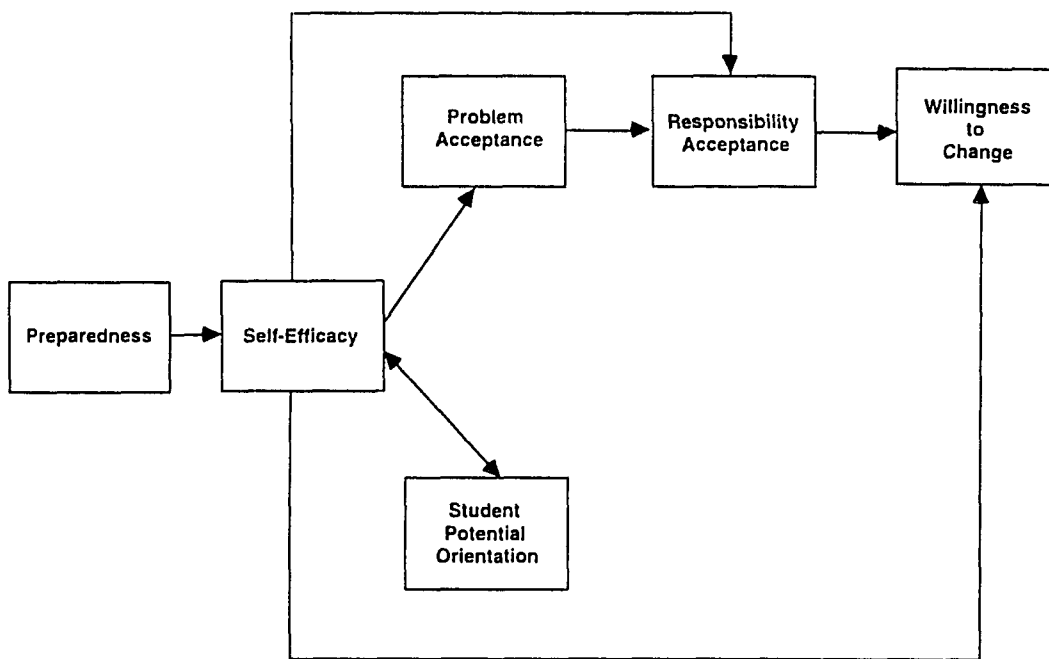 Problem
Acceptance
Responsibility
Acceptance
Willingness
to
Change
Preparedness
Self-Efficacy
Student
Potential
Orientation